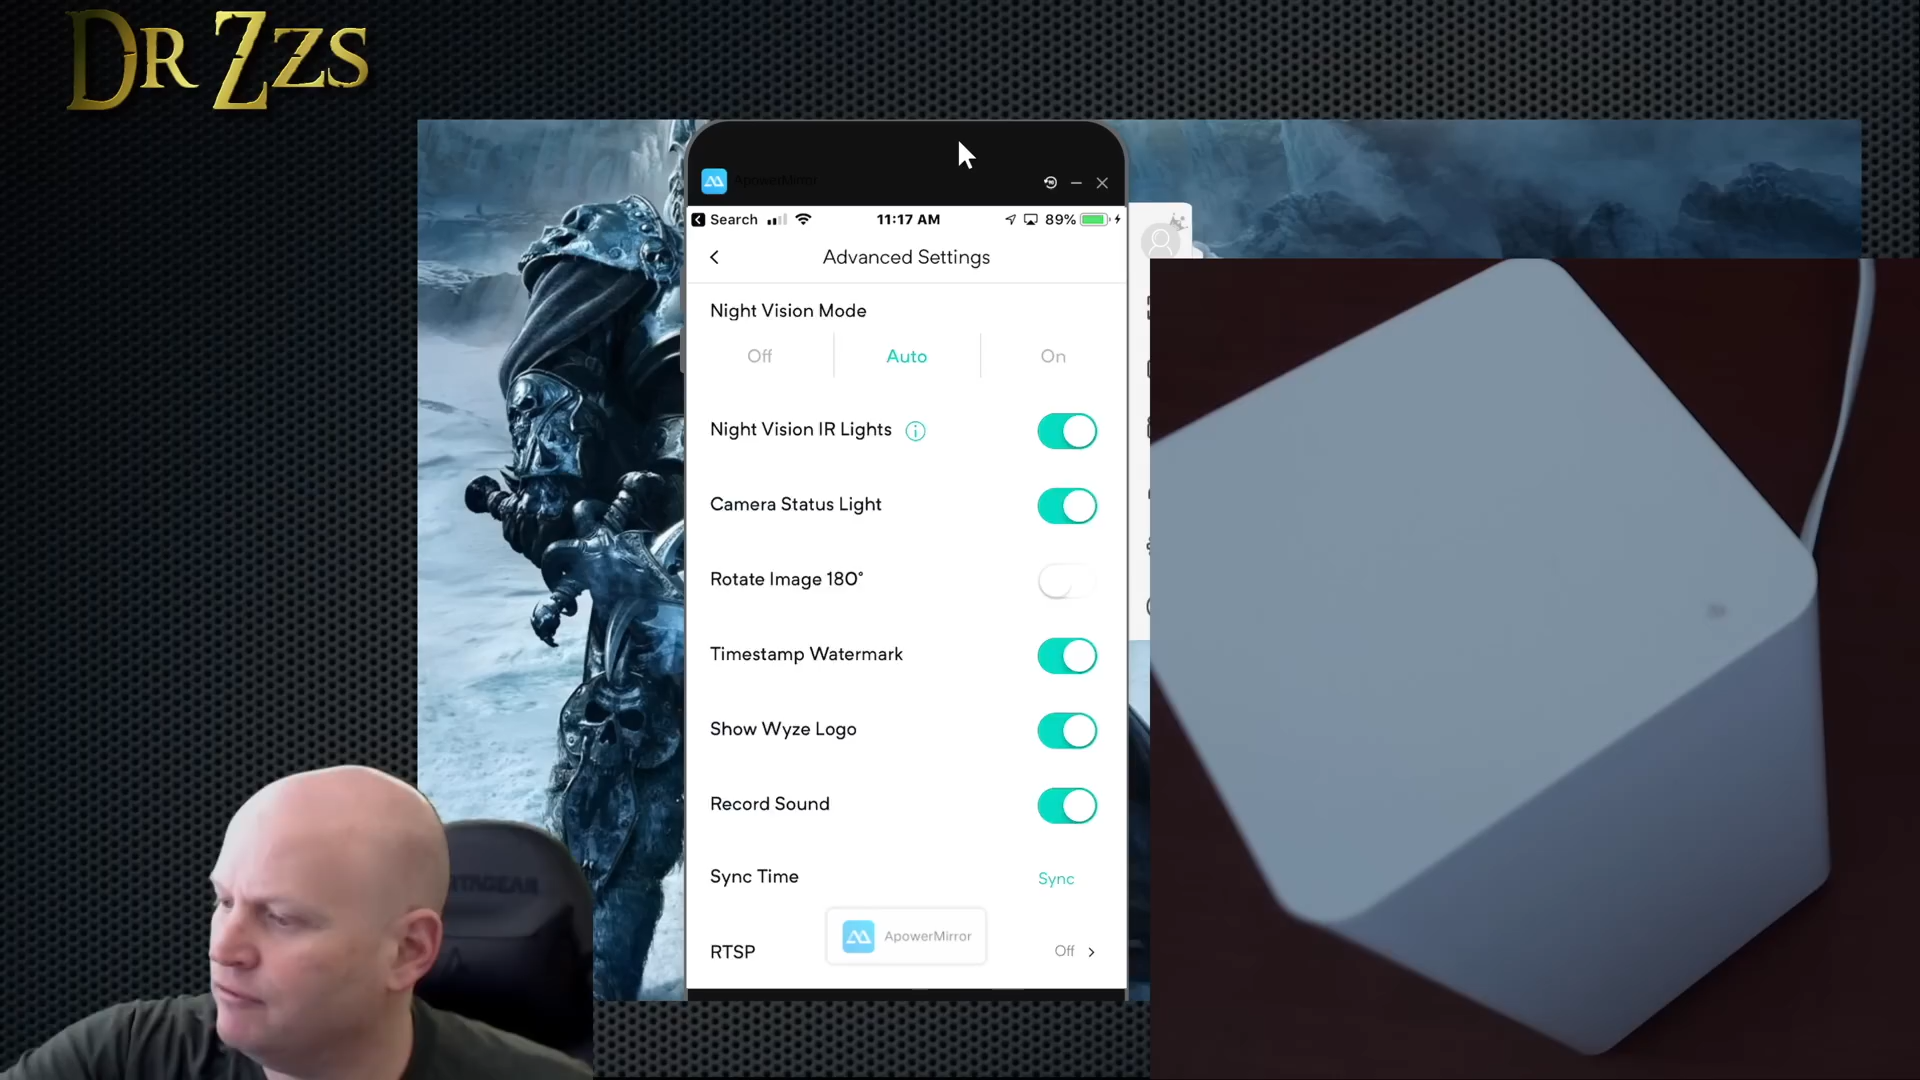 DR ZZS
ApowerMirror
Search 11:17 AM 89%
Advanced Settings
Night Vision Mode
Off Auto On
Night Vision IR Lights
Camera Status Light
Rotate Image 180°
Timestamp Watermark
Show Wyze Logo
Record Sound
Sync Time Sync
ApowerMirror
RTSP Off